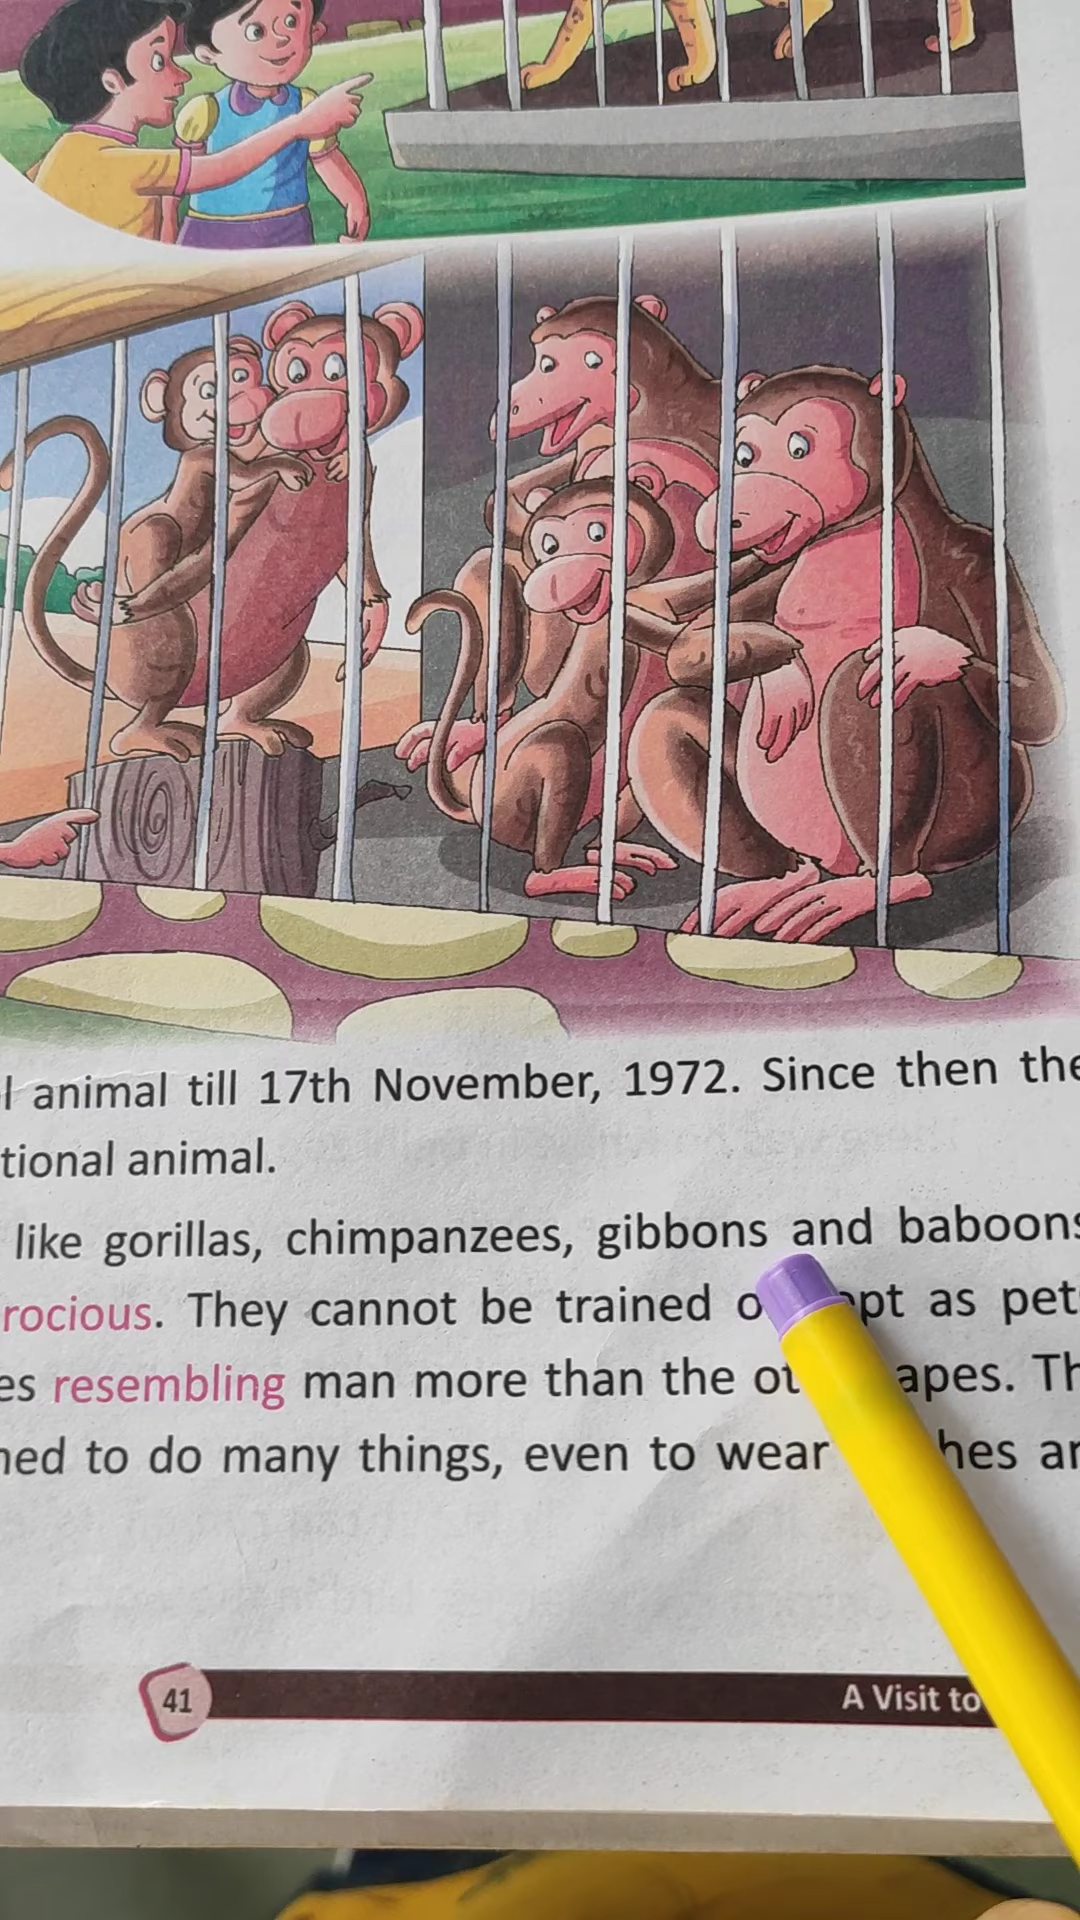 animal till 17th November, 1972. Since then the
tional animal.
like gorillas, chimpanzees, gibbons and baboons
rocious. They cannot be trained o pt as pet
es resembling man more than the ot apes. Th
ned to do many things, even to wear hes ar
41
A Visit to